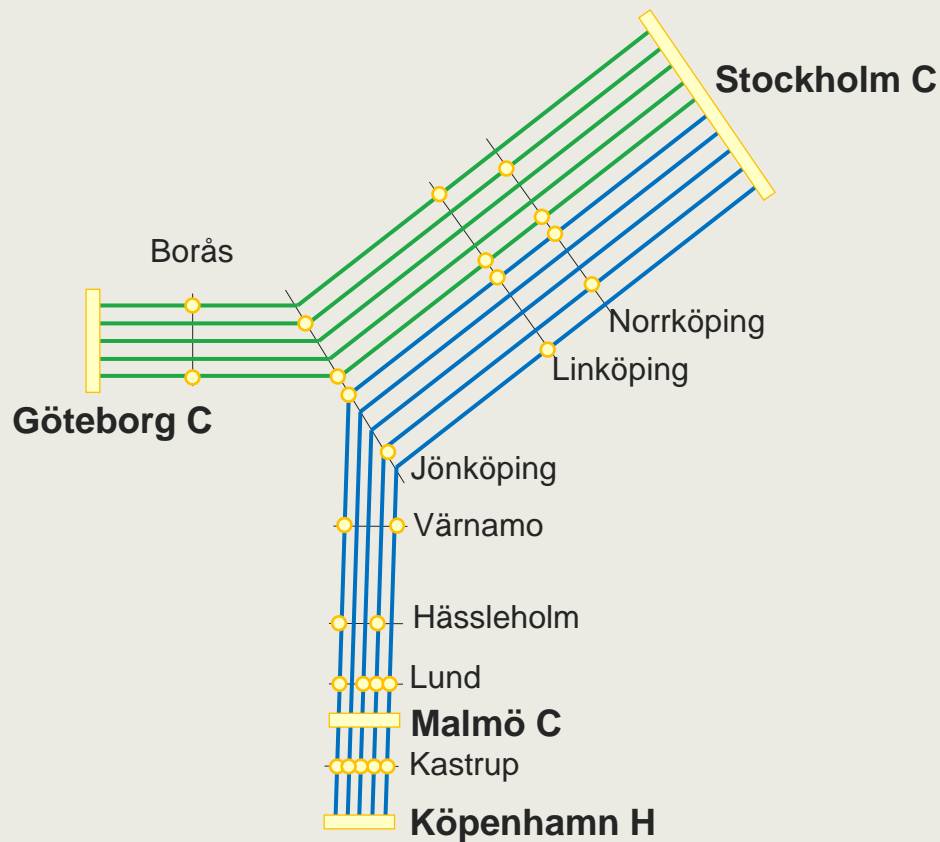 Stockholm C
Borås
Norrköping
Linköping
Göteborg C
Jönköping
Värnamo
Hässleholm
Lund
Malmö C
Kastrup
Köpenhamn H